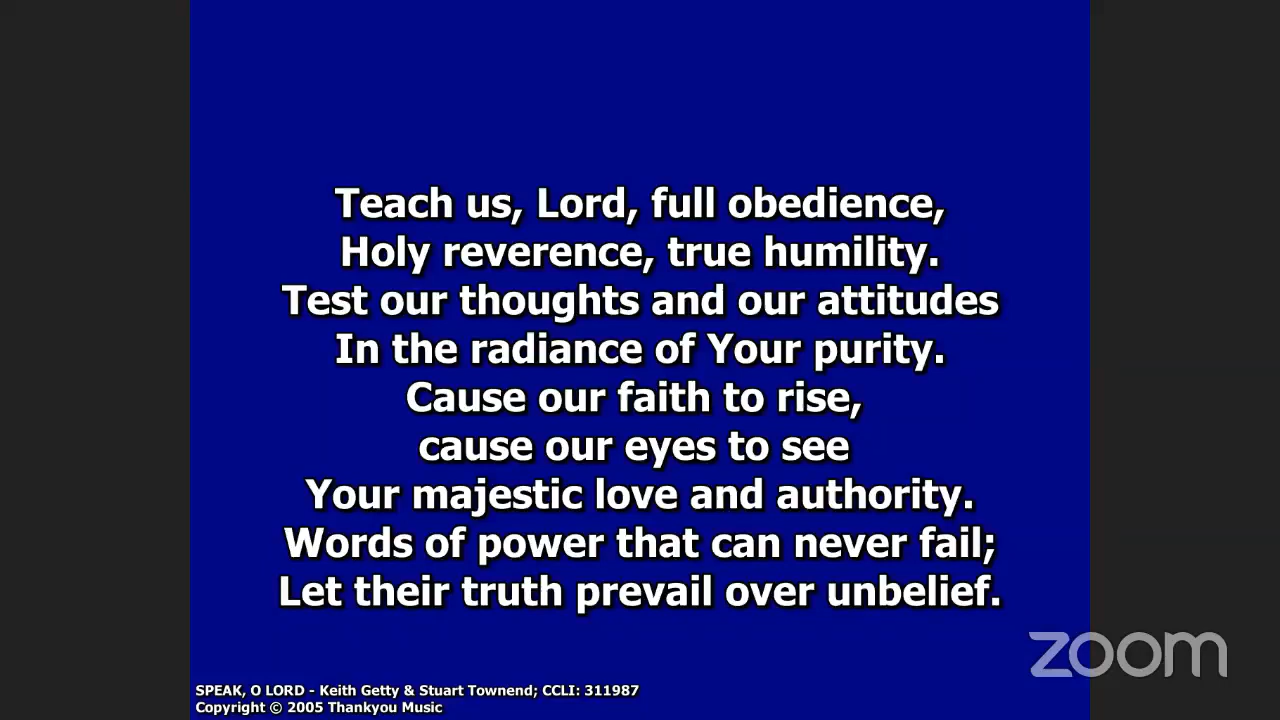 Teach us, Lord, full obedience,
Holy reverence, true humility.
Test our thoughts and our attitudes
In the radiance of Your purity.
Cause our faith to rise,
cause our eyes to see
Your majestic love and authority.
Words of power that can never fail;
Let their truth prevail over unbelief.
zoom
SPEAK, O LORD - Keith Getty & Stuart Townend; CCLI: 311987
Copyright © 2005 Thankyou Music